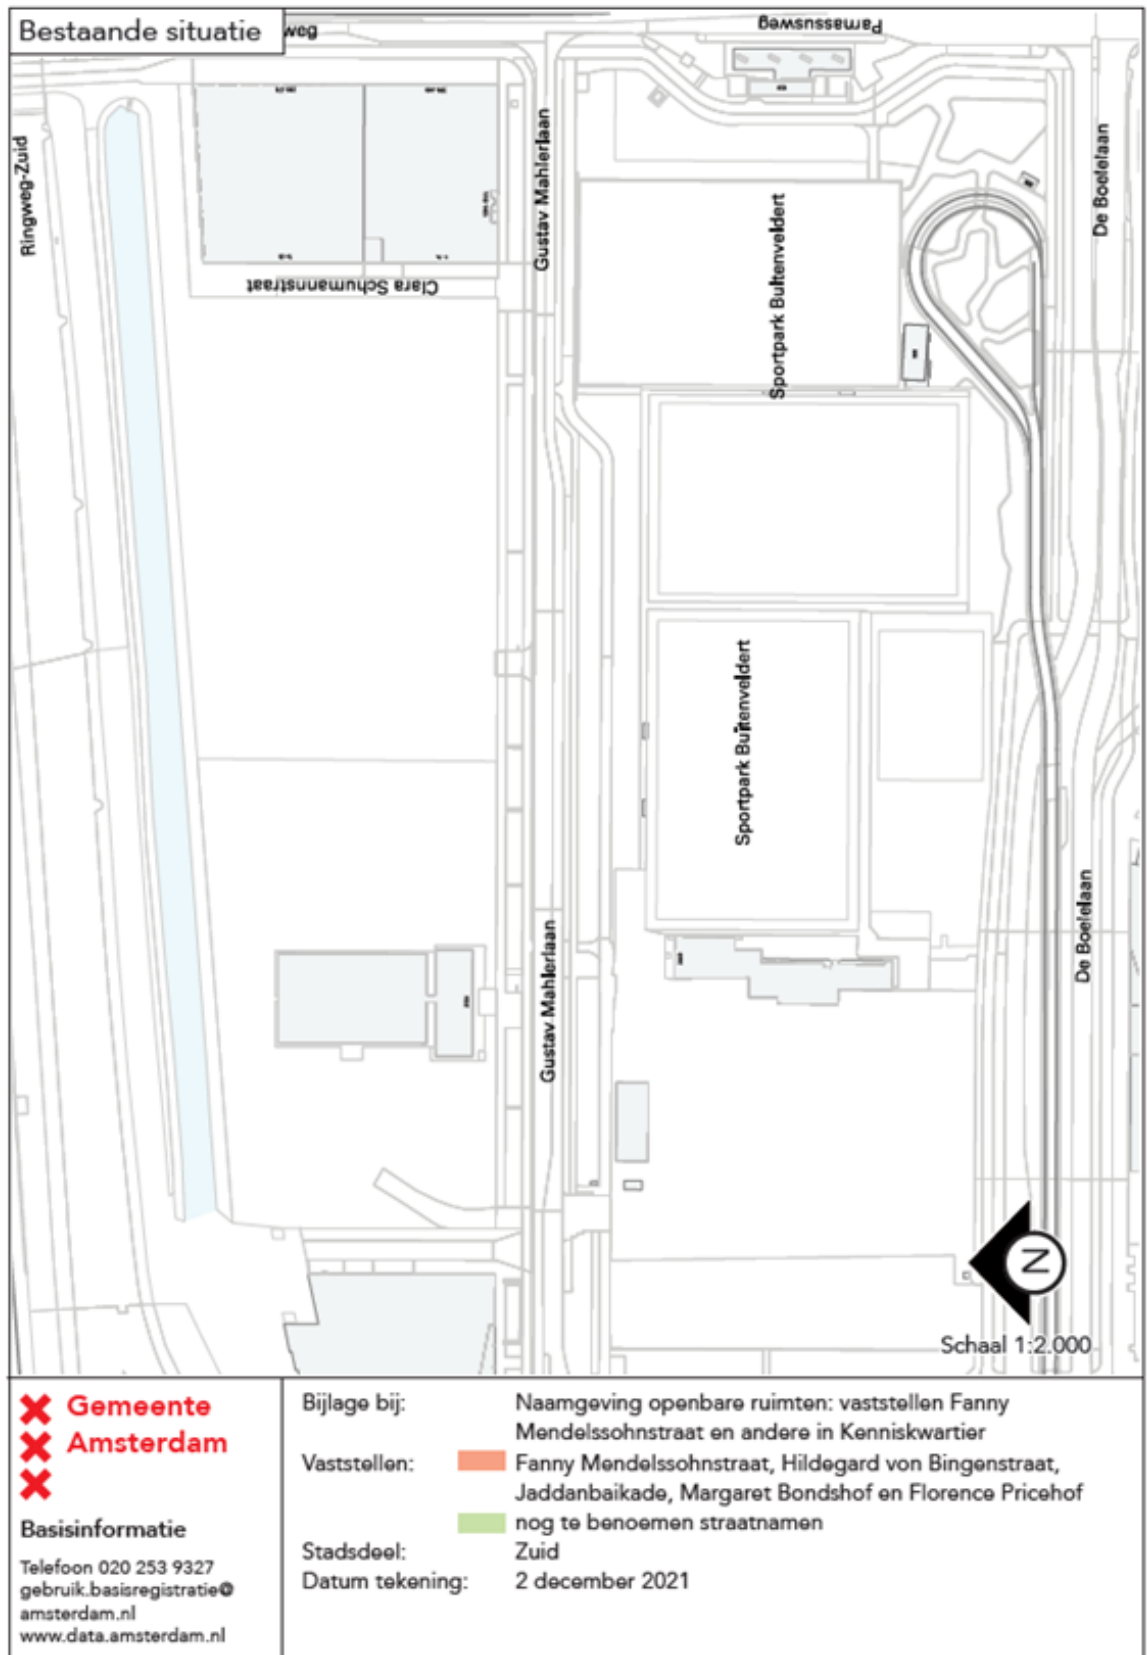 Bestaande situatie
weg
Parnassusweg
Ringweg-Zuid
Gustav Mahlerlaan
De Boelelaan
Clara Schumannstraat
Sportpark Buitenveldert
Sportpark Buitenveldert
Gustav Mahlerlaan
De Boelelaan
N
Schaal 1:2.000
Gemeente
Amsterdam
Basisinformatie
Telefoon 020 253 9327
gebruik.basisregistratie@
amsterdam.nl
www.data.amsterdam.nl
Bijlage bij: Naamgeving openbare ruimten: vaststellen Fanny
Mendelssohnstraat en andere in Kenniskwartier
Vaststellen: Fanny Mendelssohnstraat, Hildegard von Bingenstraat,
Jaddanbaikade, Margaret Bondshof en Florence Pricehof
nog te benoemen straatnamen
Stadsdeel: Zuid
Datum tekening: 2 december 2021